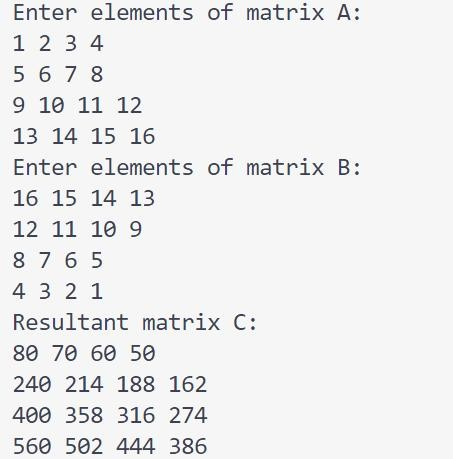 Enter elements of matrix A:
1 2 3 4
5 6 7 8
9 10 11 12
13 14 15 16
Enter elements of matrix B:
16 15 14 13
12 11 10 9
8 7 6 5
4 3 2 1
Resultant matrix C:
80 70 60 50
240 214 188 162
400 358 316 274
560 502 444 386